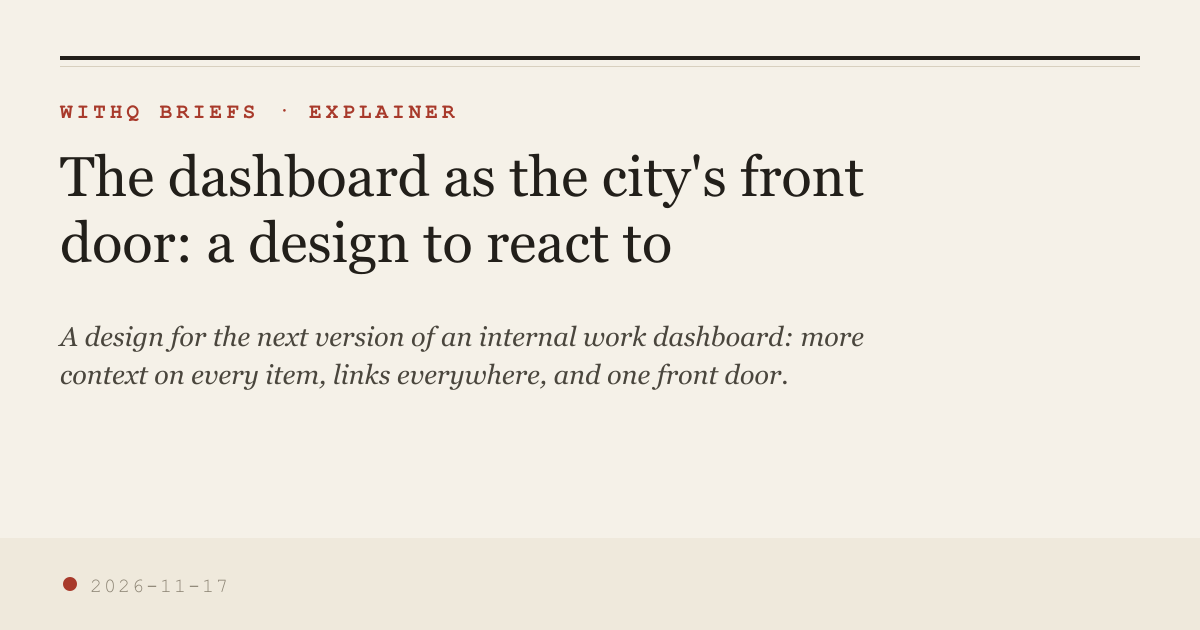 WITHQ BRIEFS · EXPLAINER
The dashboard as the city's front
door: a design to react to
A design for the next version of an internal work dashboard: more
context on every item, links everywhere, and one front door.
2026-11-17